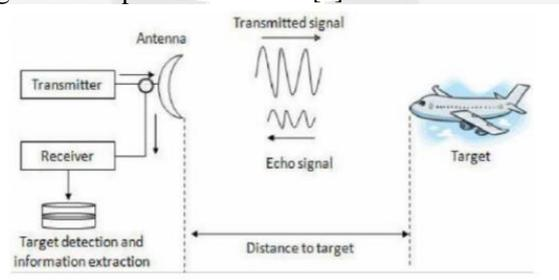 Transmitted signal
Antenna
Transmitter
Receiver
Echo signal
Target
Distance to target
Target detection and
information extraction